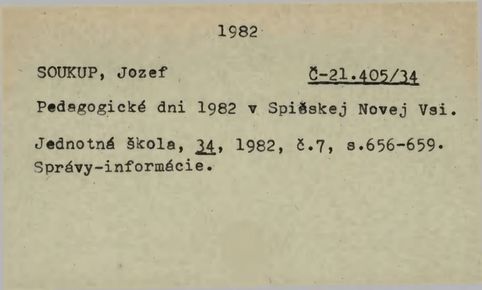 1982
SOUKUP, Jozef Č-21.405/34
Pedagogické dni 1982 v Spišskej Novej Vsi.
Jednotná škola, 34, 1982, č.7, s.656-659.
Správy-informácie.